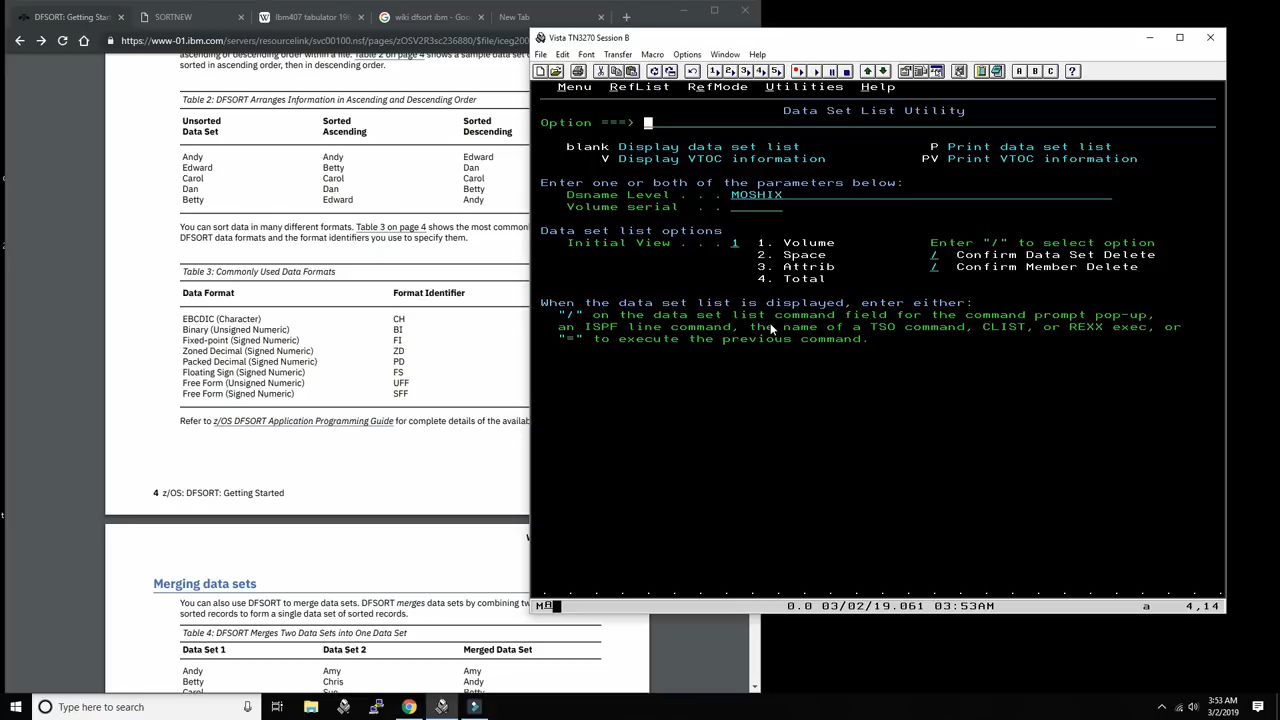 DFSORT: Getting Star
SORTNEW
Ibm407 tabulator 19
wiki dfsort ibm - Goo
New Tab
https://www-01.ibm.com/servers/resourcelink/svc00100.nsf/pages/zOSV2R3sc236880/$file/iceg200
ascending or descending order within a file. Table 2 on page 4 shows a sample data set
sorted in ascending order, then in descending order.
Table 2: DFSORT Arranges Information in Ascending and Descending Order
Unsorted Sorted Sorted
Data Set Ascending Descending
Andy Andy Edward
Edward Betty Dan
Carol Carol Carol
Dan Dan Betty
Betty Edward Andy
You can sort data in many different formats. Table 3 on page 4 shows the most commo
DFSORT data formats and the format identifiers you use to specify them.
Table 3: Commonly Used Data Formats
Data Format Format Identifier
EBCDIC (Character) CH
Binary (Unsigned Numeric) BI
Fixed-point (Signed Numeric) FI
Zoned Decimal (Signed Numeric) ZD
Packed Decimal (Signed Numeric) PD
Floating Sign (Signed Numeric) FS
Free Form (Unsigned Numeric) UFF
Free Form (Signed Numeric) SFF
Refer to z/OS DFSORT Application Programming Guide for complete details of the availab
4 z/OS: DFSORT: Getting Started
Merging data sets
You can also use DFSORT to merge data sets. DFSORT merges data sets by combining tw
sorted records to form a single data set of sorted records.
Table 4: DFSORT Merges Two Data Sets into One Data Set
Data Set 1 Data Set 2 Merged Data Set
Andy Amy Amy
Betty Chris Andy
Carol Sue Betty
Vista TN3270 Session B
File Edit Font Transfer Macro Options Window Help
1 2 3 4 5 A B C ?
Menu RefList RefMode Utilities Help
Data Set List Utility
Option ===>
blank Display data set list P Print data set list
V Display VTOC information PV Print VTOC information
Enter one or both of the parameters below:
Dsname Level . . . MOSHIX
Volume serial . .
Data set list options
Initial View . . . 1 1. Volume Enter "/" to select option
2. Space / Confirm Data Set Delete
3. Attrib / Confirm Member Delete
4. Total
When the data set list is displayed, enter either:
"/" on the data set list command field for the command prompt pop-up,
an ISPF line command, the name of a TSO command, CLIST, or REXX exec, or
"=" to execute the previous command.
0.0 03/02/19.061 03:53AM a 4,14
Type here to search
3:53 AM
3/2/2019